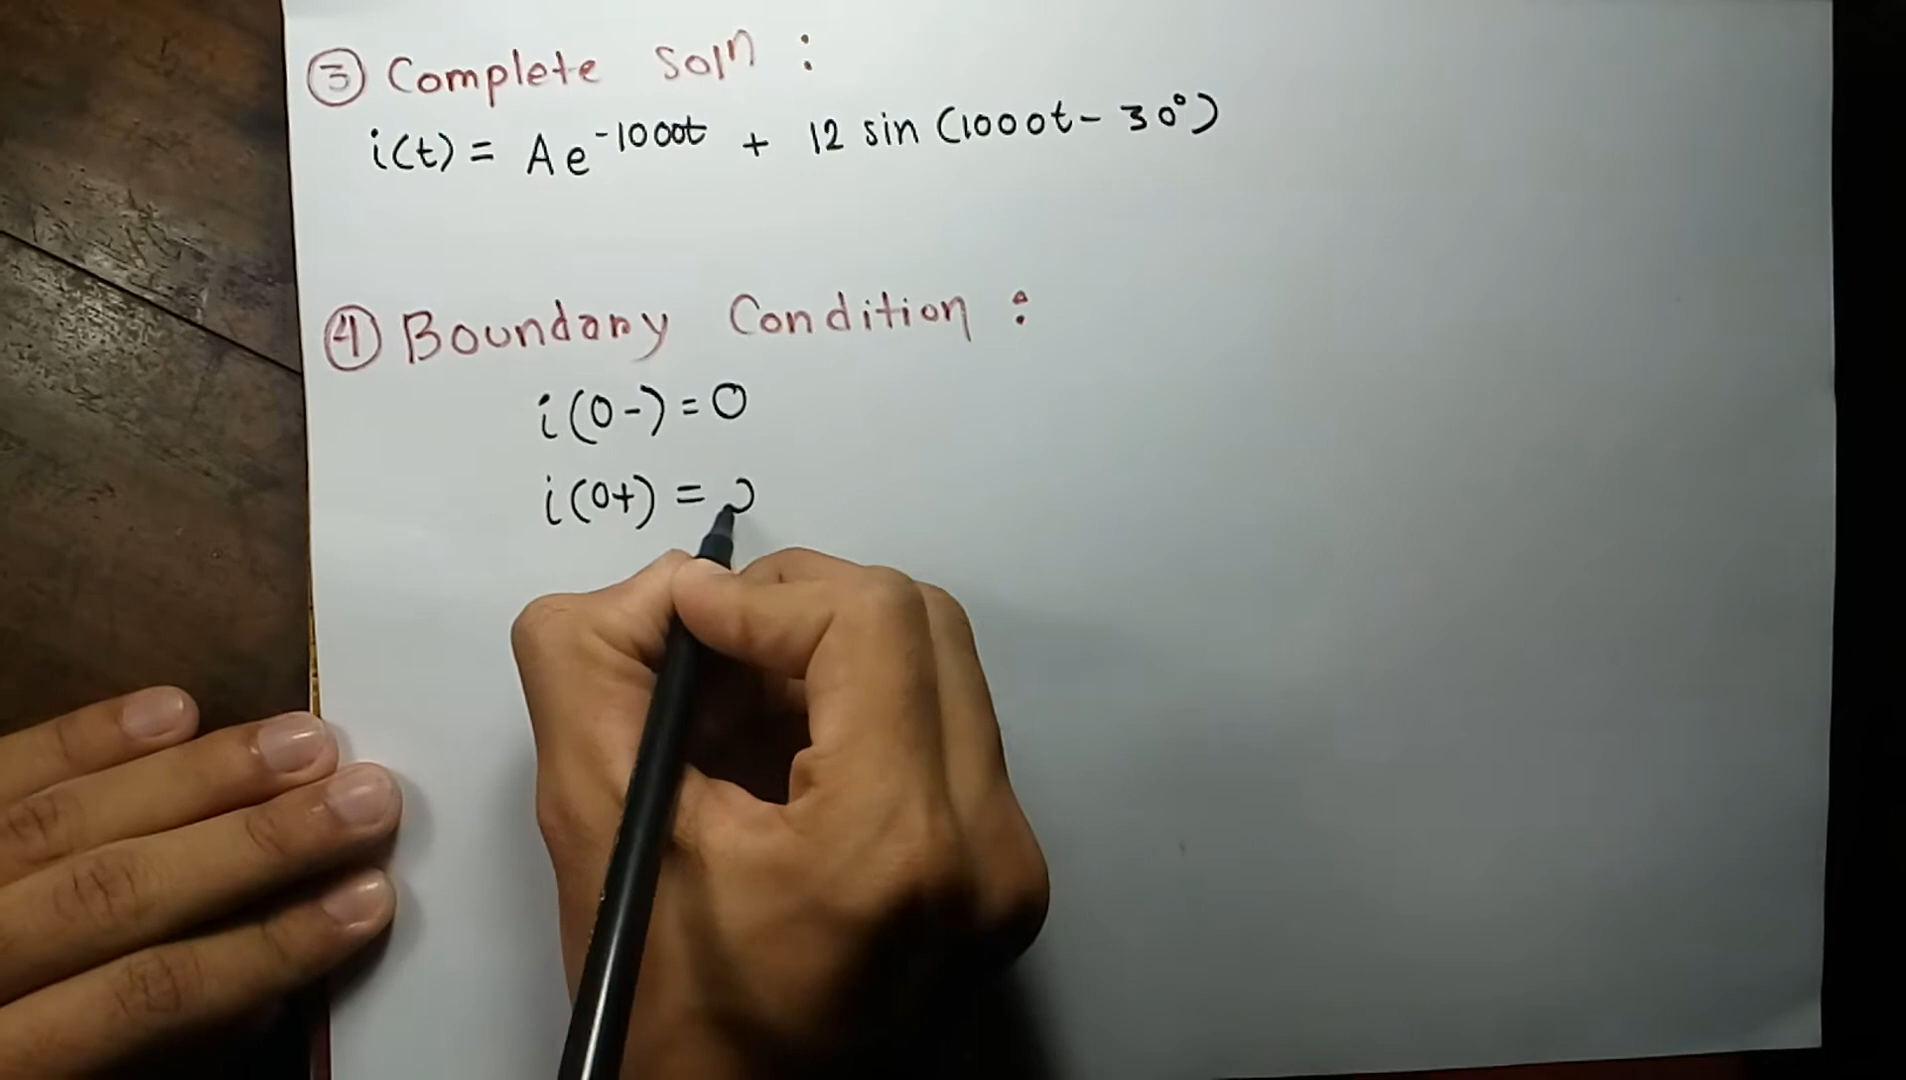 ③ Complete soln :
i(t) = Ae^-1000t + 12 sin (1000t - 30°)
④ Boundary Condition :
i(0-) = 0
i(0+) =